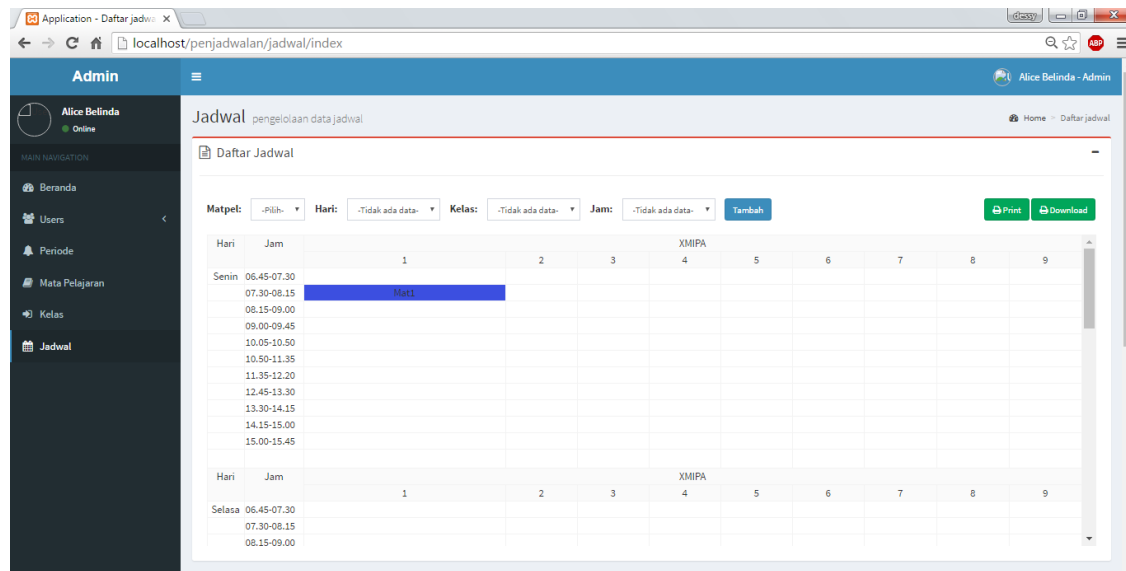 Application - Daftar jadwa
dessy
localhost/penjadwalan/jadwal/index
ABP
Admin
Alice Belinda - Admin
Alice Belinda
Online
Jadwal pengelolaan data jadwal
Home > Daftar jadwal
MAIN NAVIGATION
Daftar Jadwal
Beranda
Users
Periode
Mata Pelajaran
Kelas
Jadwal
Matpel: -Pilih- Hari: -Tidak ada data- Kelas: -Tidak ada data- Jam: -Tidak ada data- Tambah Print Download
Hari Jam XMIPA
1 2 3 4 5 6 7 8 9
Senin 06.45-07.30
07.30-08.15 Mat1
08.15-09.00
09.00-09.45
10.05-10.50
10.50-11.35
11.35-12.20
12.45-13.30
13.30-14.15
14.15-15.00
15.00-15.45
Hari Jam XMIPA
1 2 3 4 5 6 7 8 9
Selasa 06.45-07.30
07.30-08.15
08.15-09.00